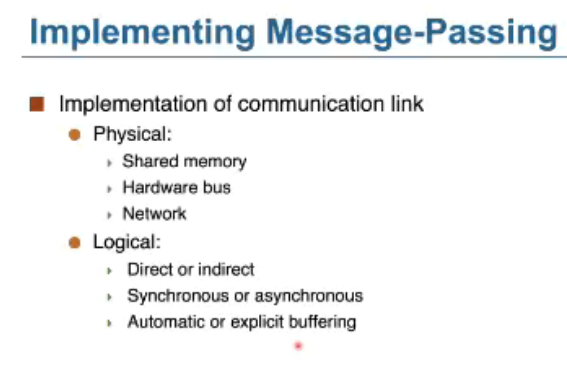 Implementing Message-Passing
Implementation of communication link
Physical:
Shared memory
Hardware bus
Network
Logical:
Direct or indirect
Synchronous or asynchronous
Automatic or explicit buffering